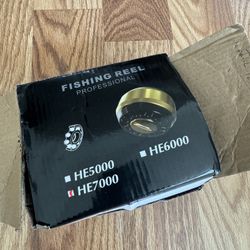 FISHING REEL
PROFESSIONAL
HE5000
HE6000
HE7000